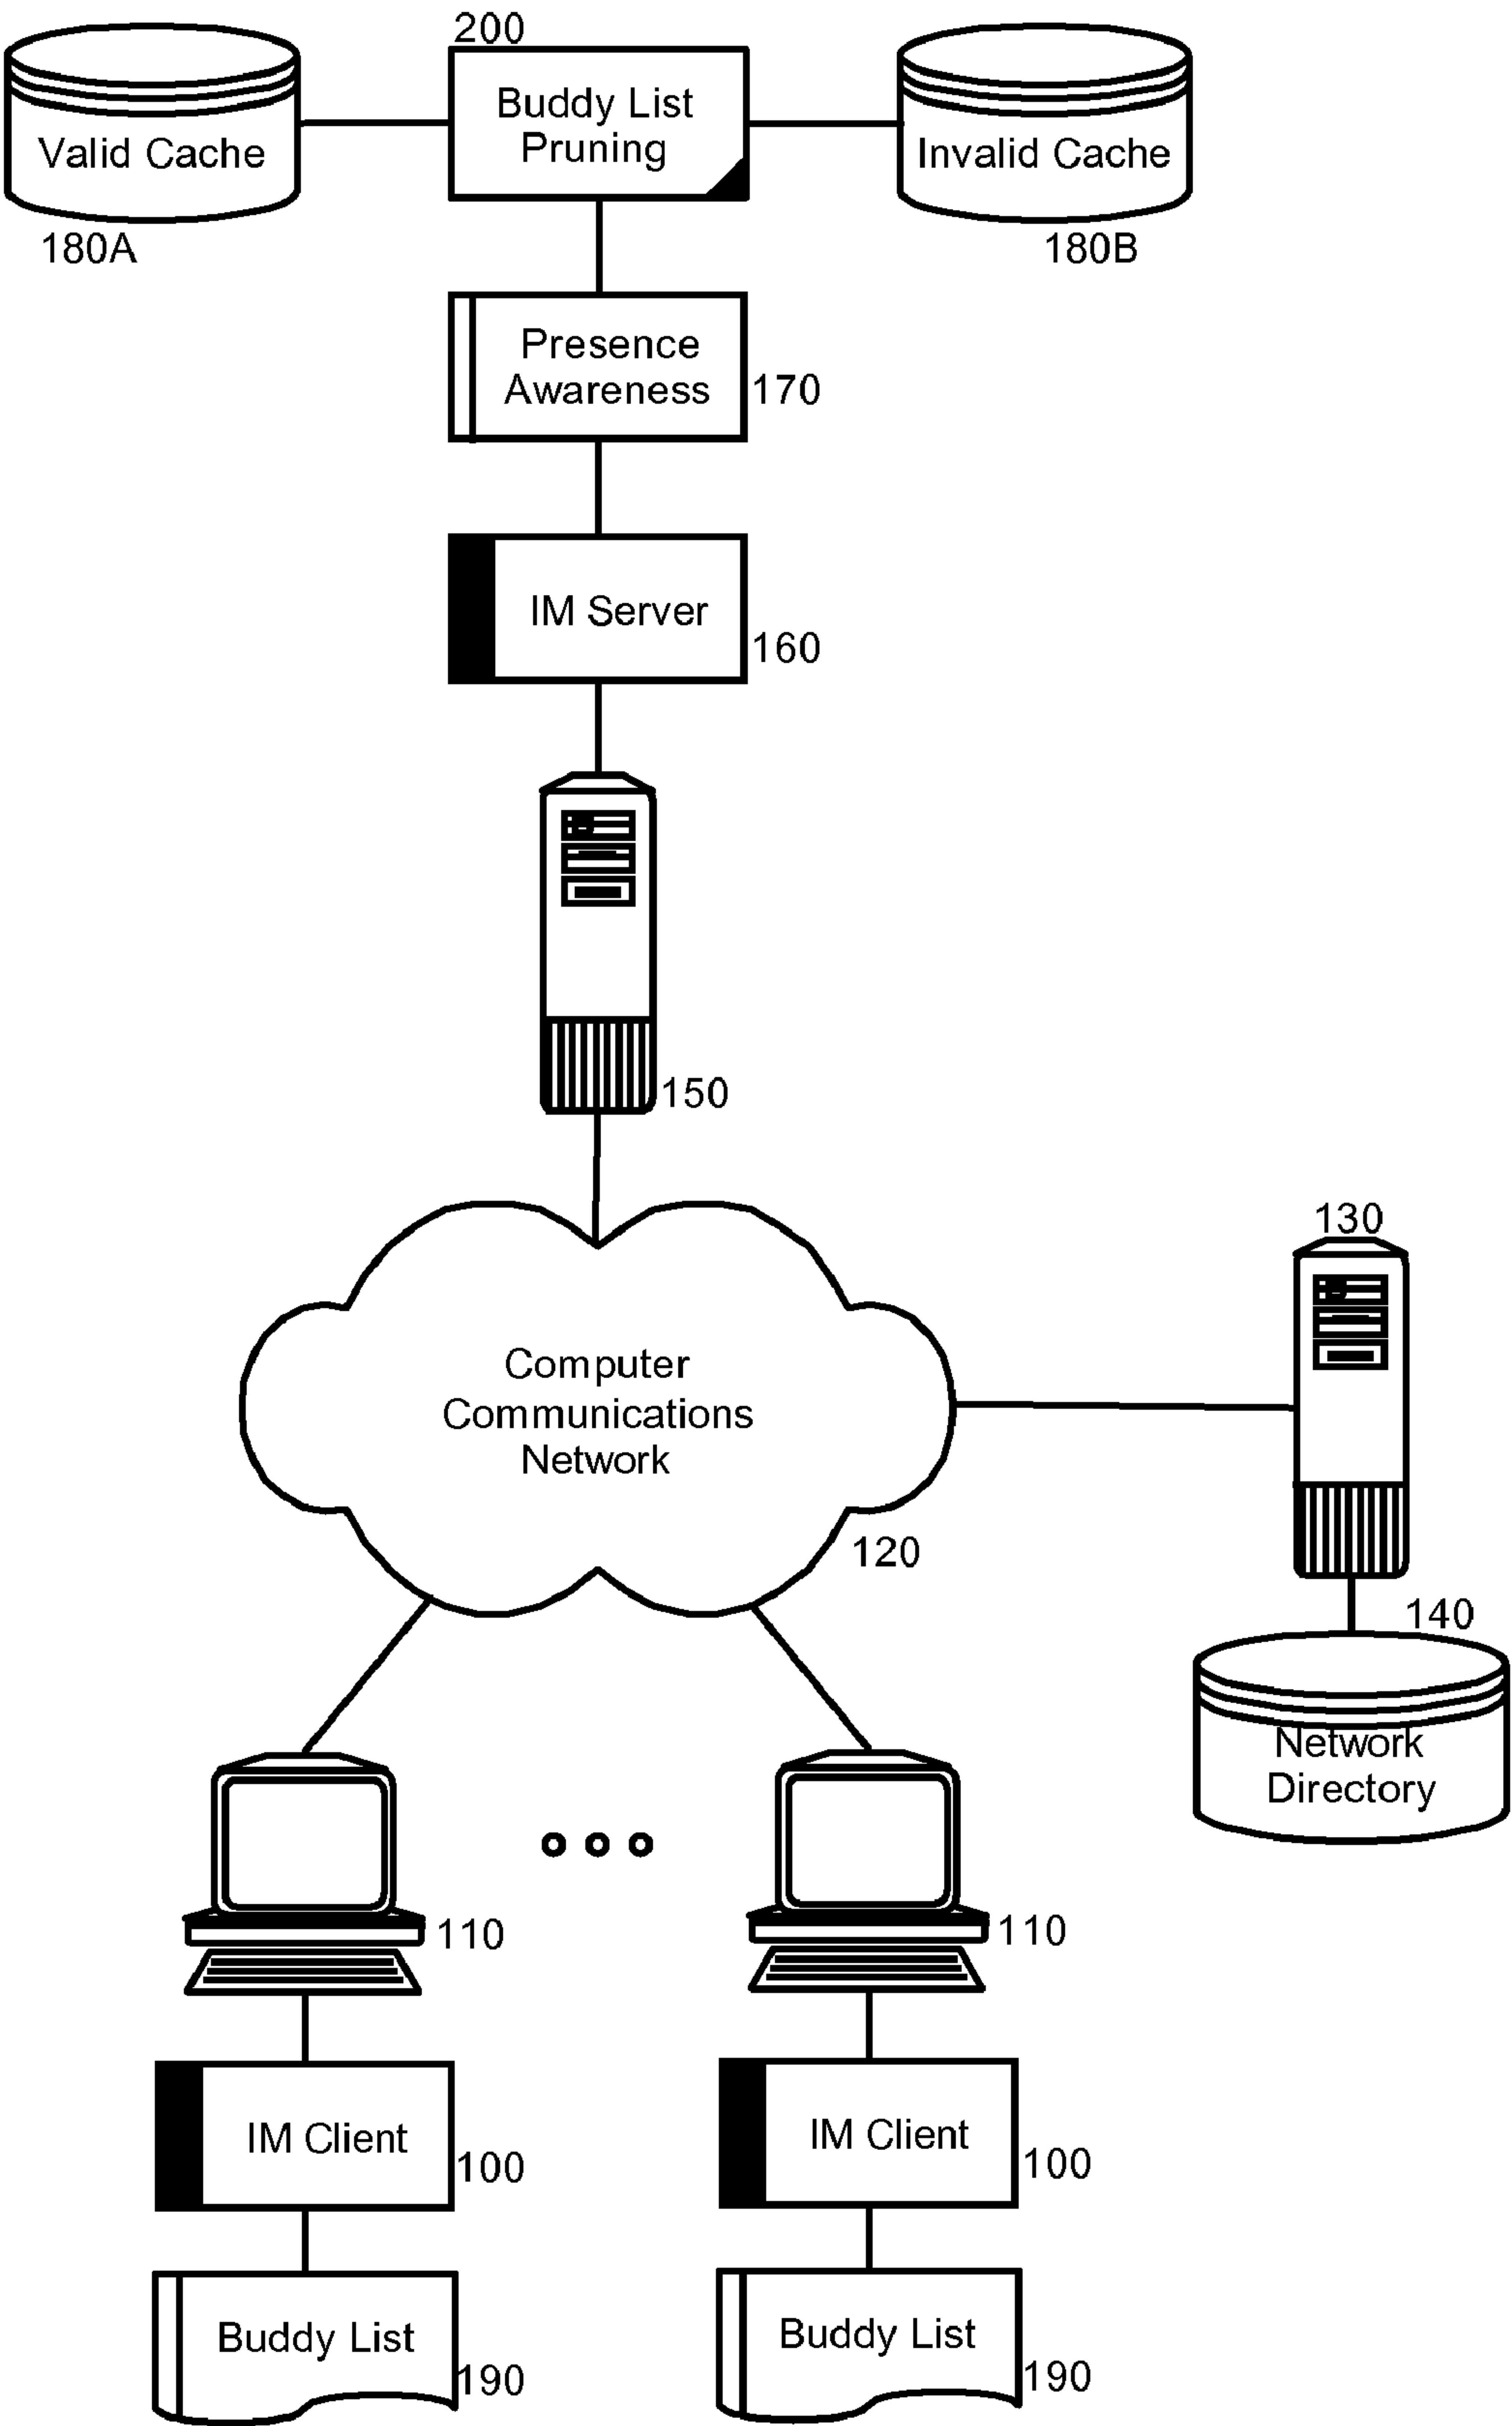 200
Buddy List
Pruning
Valid Cache
Invalid Cache
180A
180B
Presence
Awareness
170
IM Server
160
150
130
Computer
Communications
Network
120
140
Network
Directory
110
110
IM Client
100
IM Client
100
Buddy List
190
Buddy List
190